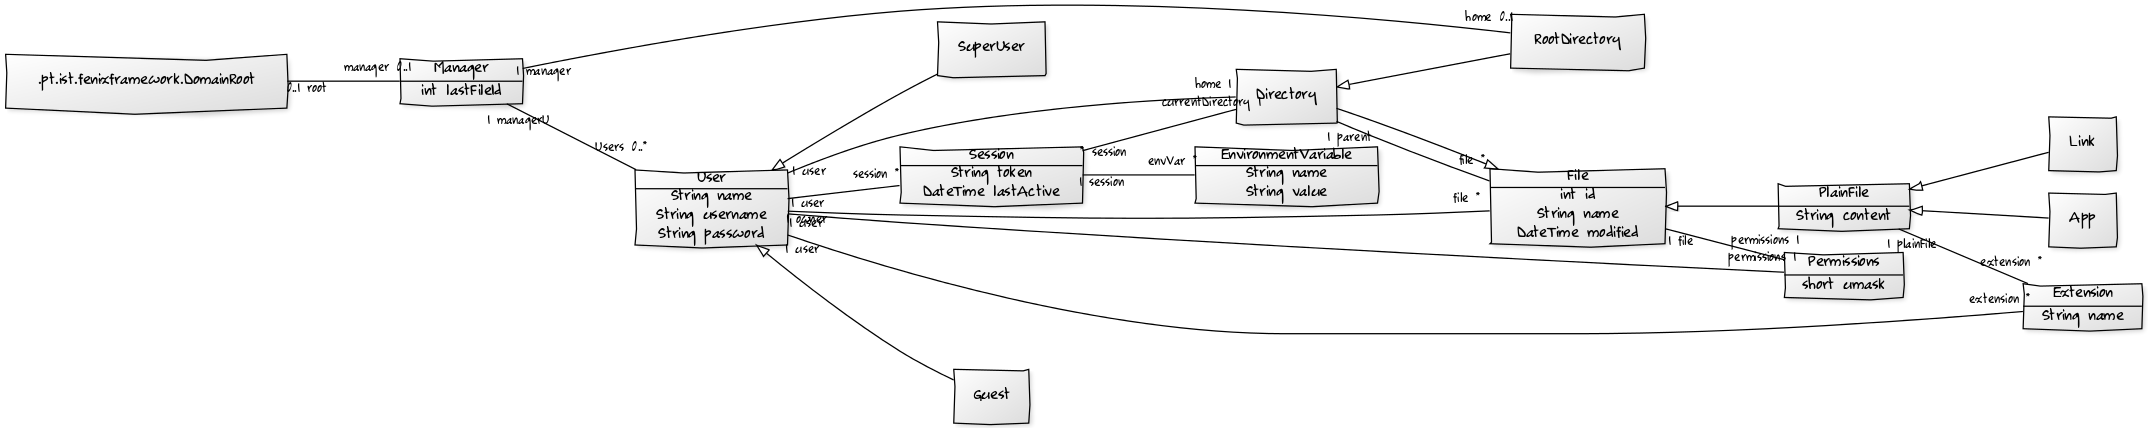 home 0..1
RootDirectory
SuperUser
.pt.ist.fenixframework.DomainRoot
0..1 root
manager 0..1
Manager
int lastFileId
1 manager
1 managerU
Users 0..*
home 1
currentDirectory 1
Directory
1 parent
file *
Session
String token
DateTime lastActive
* session
1 session
envVar *
EnvironmentVariable
String name
String value
User
String name
String username
String password
1 user
session *
1 user
1 owner
1 user
1 user
file *
File
int id
String name
DateTime modified
1 file
permissions 1
permissions 1
PlainFile
String content
1 plainFile
extension *
extension *
Permissions
short umask
Link
App
Extension
String name
Guest